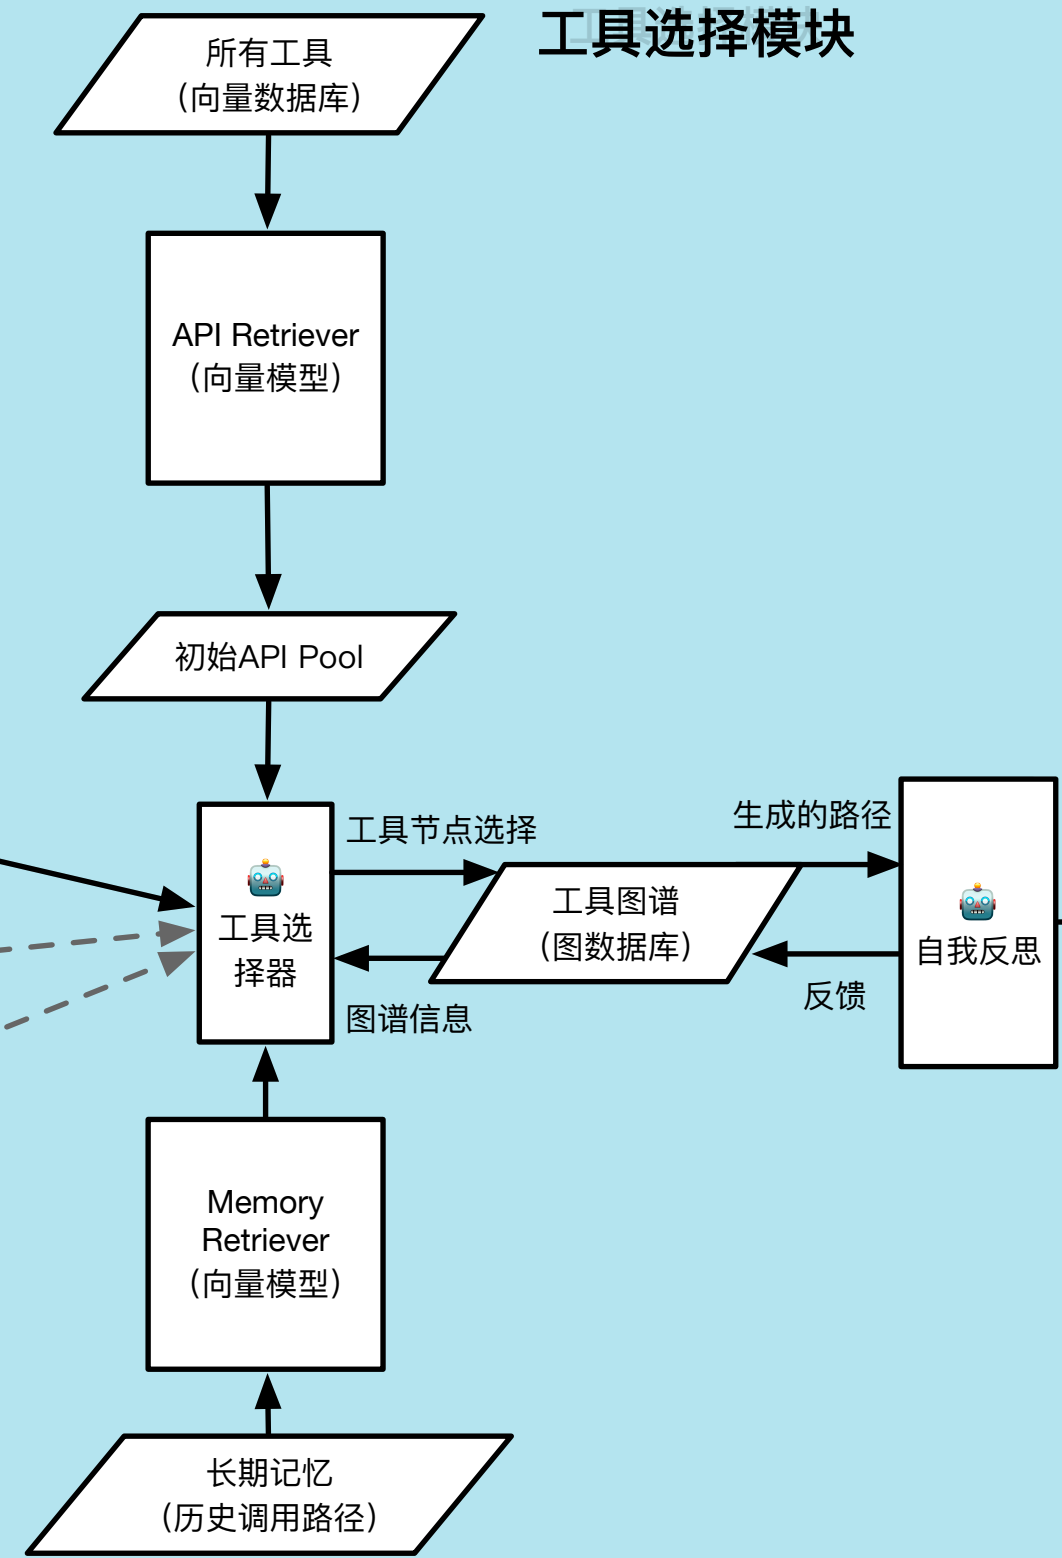 工具选择模块
所有工具
（向量数据库）
API Retriever
（向量模型）
初始API Pool
工具节点选择
生成的路径
工具选
择器
工具图谱
（图数据库）
自我反思
图谱信息
反馈
Memory
Retriever
（向量模型）
长期记忆
（历史调用路径）